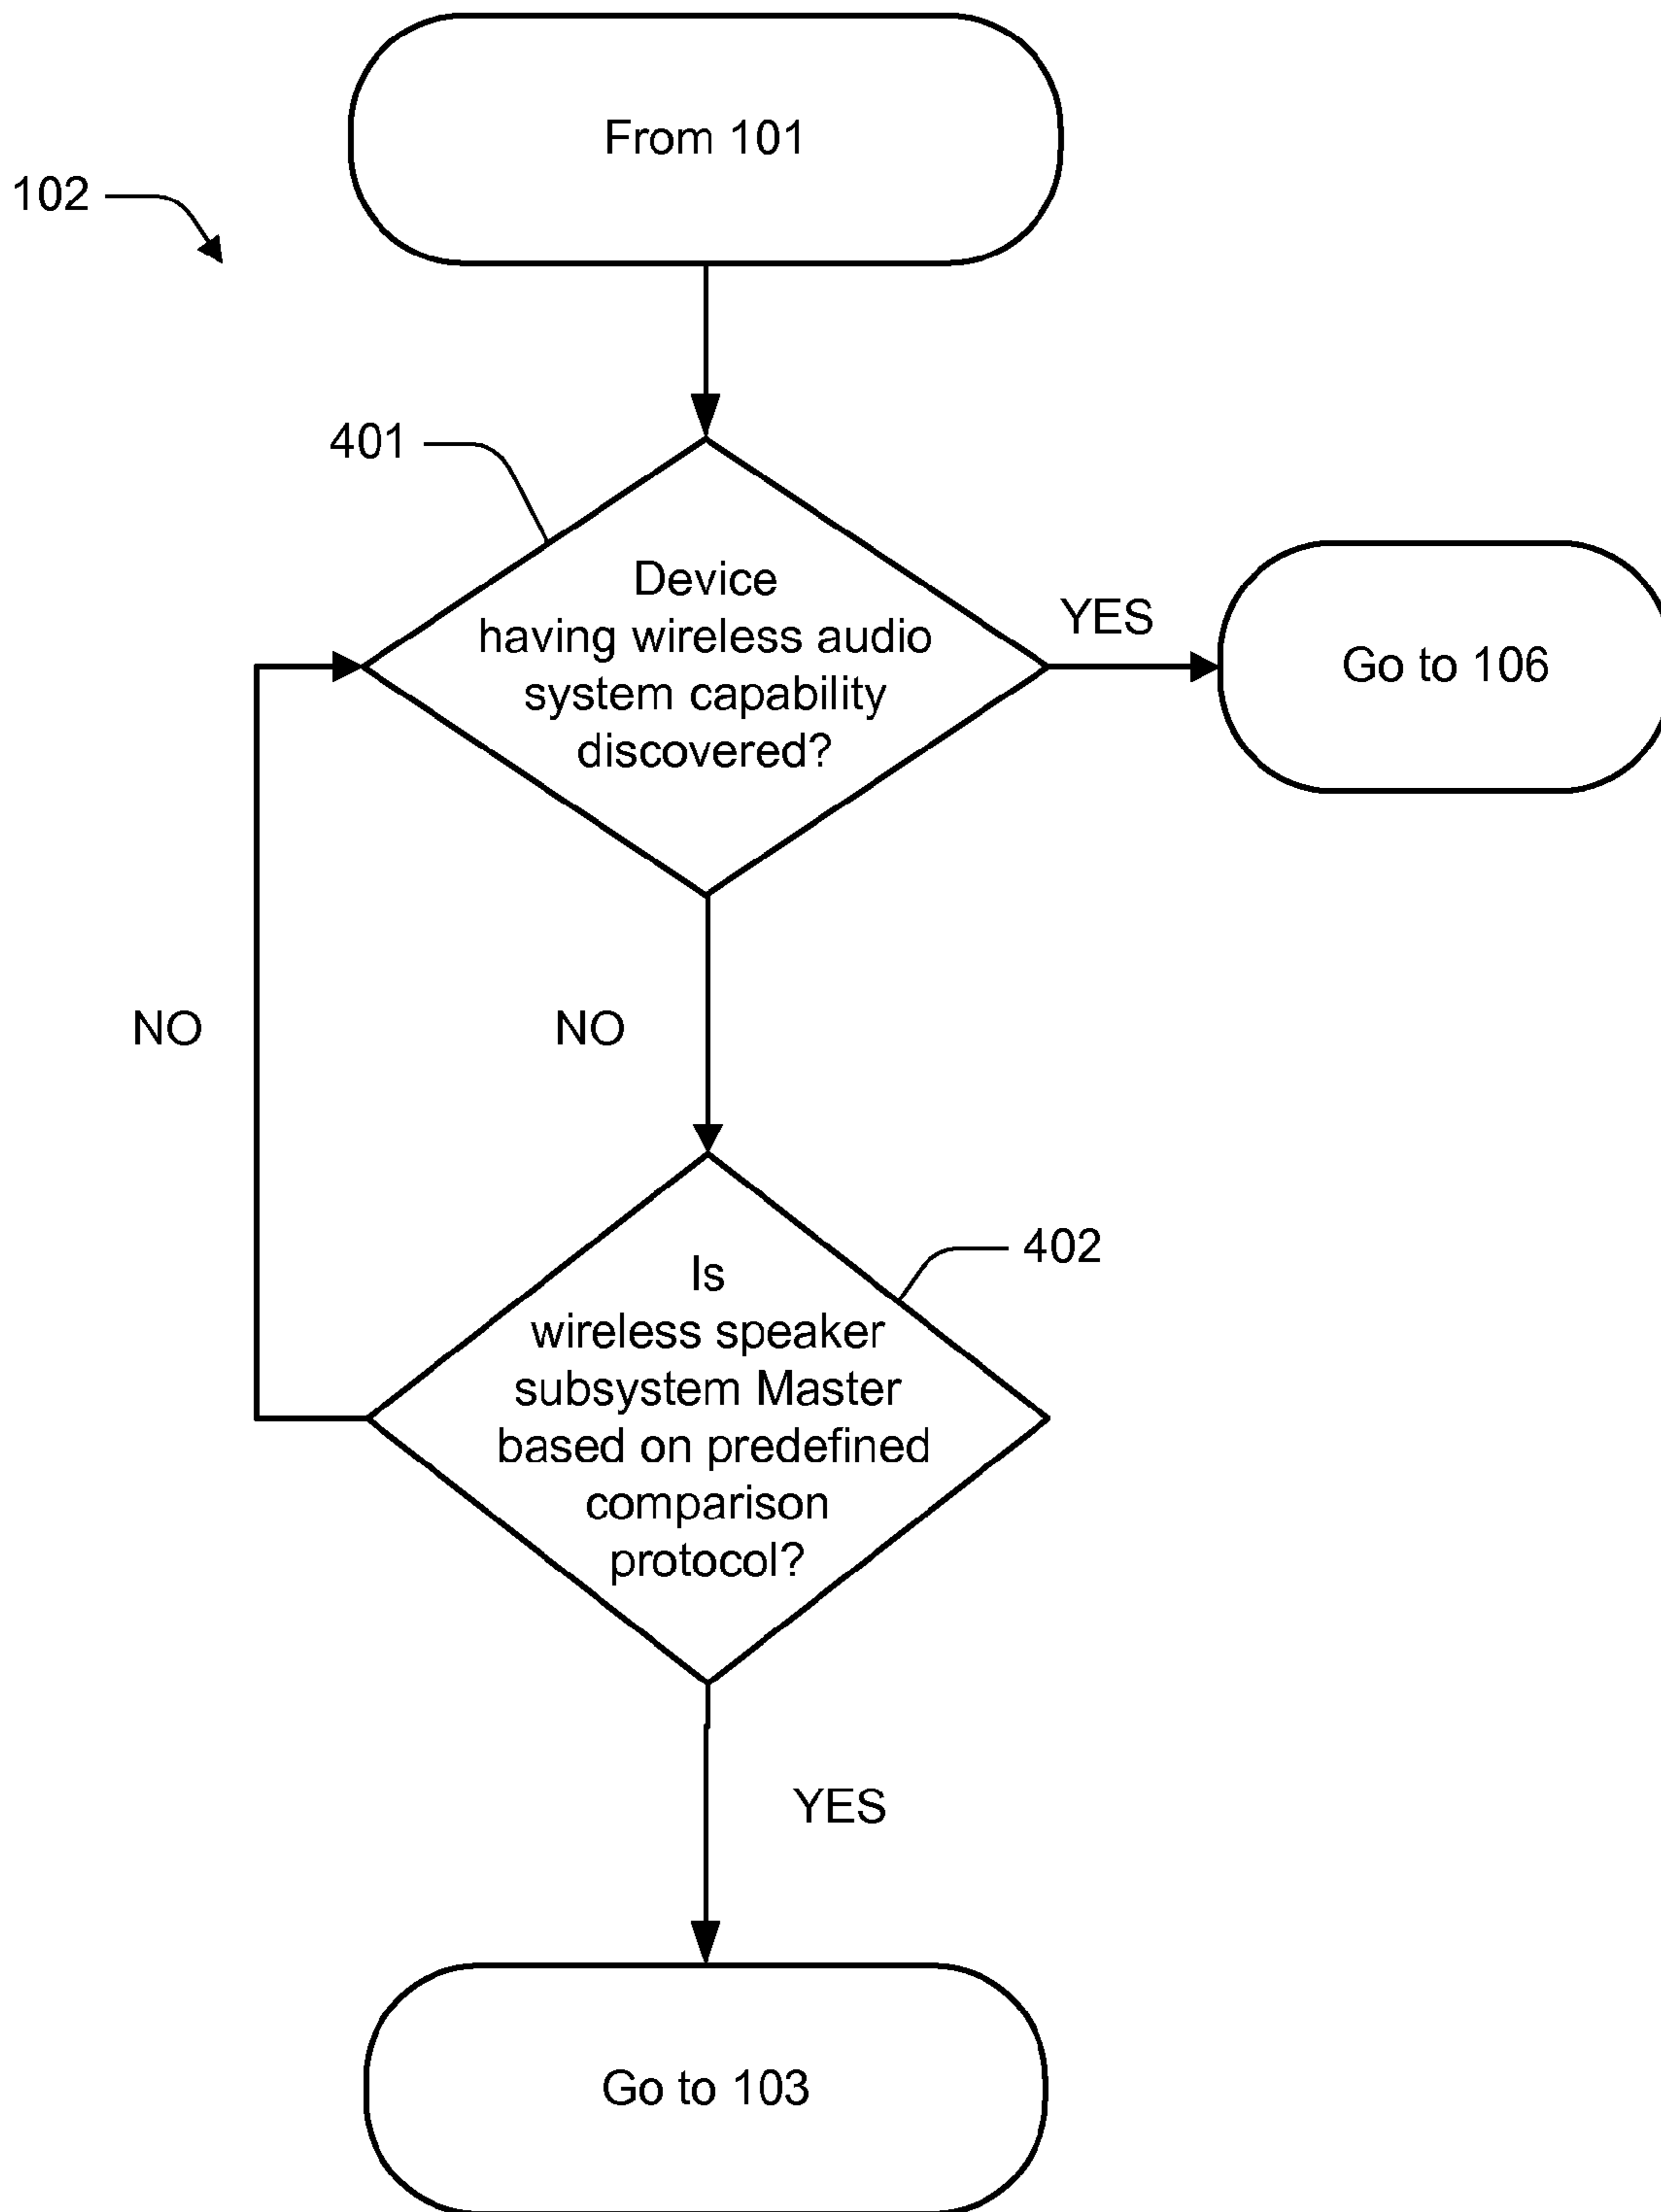 From 101
102
401
Device
having wireless audio
system capability
discovered?
YES
Go to 106
NO
NO
402
Is
wireless speaker
subsystem Master
based on predefined
comparison
protocol?
YES
Go to 103